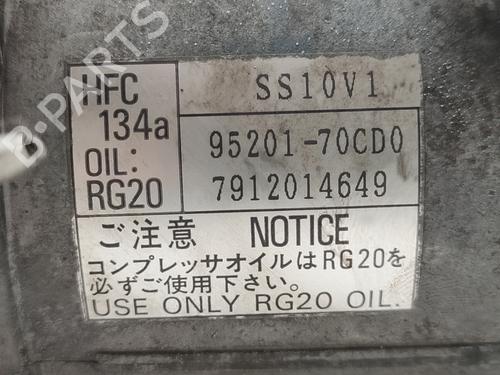 B-PARTS
HFC
134a
OIL:
RG20
SS10V1
95201-70CD0
7912014649
ご注意 NOTICE
コンプレッサオイルはRG20を
必ずご使用下さい。
USE ONLY RG20 OIL.